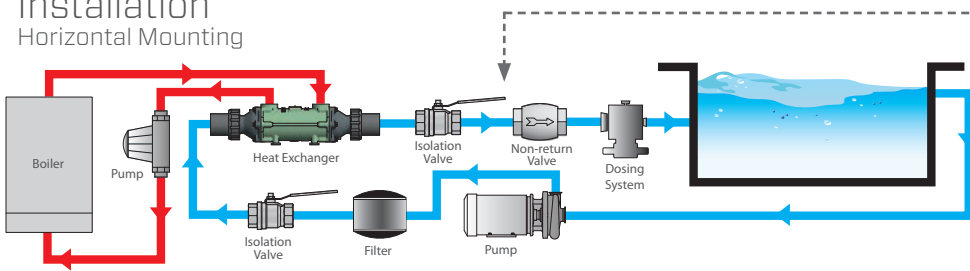 Installation
Horizontal Mounting
Boiler
Pump
Heat Exchanger
Isolation
Valve
Non-return
Valve
Dosing
System
Isolation
Valve
Filter
Pump